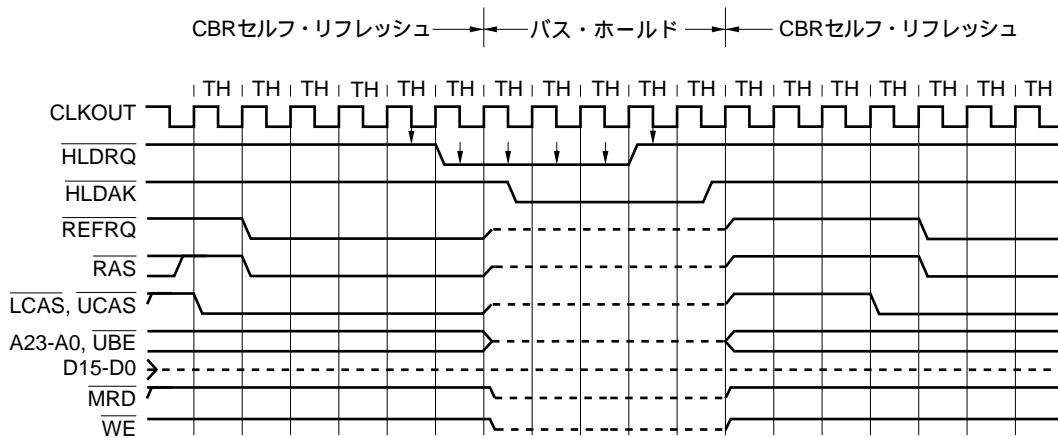 CBRセルフ・リフレッシュ バス・ホールド CBRセルフ・リフレッシュ
TH TH TH TH TH TH TH TH TH TH TH TH TH TH TH TH TH TH
CLKOUT
HLDRQ
HLDAK
REFRQ
RAS
LCAS, UCAS
A23-A0, UBE
D15-D0
MRD
WE